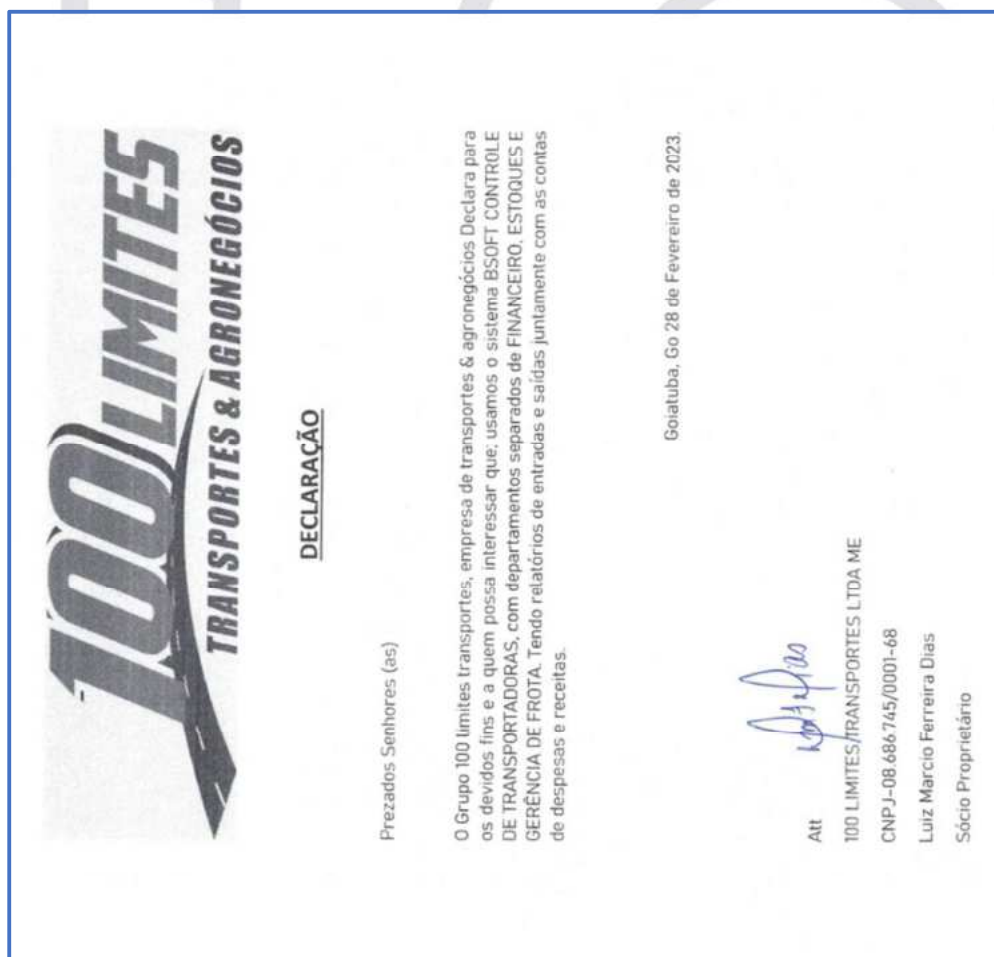 100 LIMITES
TRANSPORTES & AGRONEGÓCIOS
DECLARAÇÃO
Prezados Senhores (as)
O Grupo 100 limites transportes, empresa de transportes & agronegócios Declara para
os devidos fins e a quem possa interessar que: usamos o sistema BSOFT CONTROLE
DE TRANSPORTADORAS, com departamentos separados de FINANCEIRO, ESTOQUES E
GERÊNCIA DE FROTA. Tendo relatórios de entradas e saídas juntamente com as contas
de despesas e receitas.
Goiatuba, Go 28 de Fevereiro de 2023.
Att
100 LIMITES TRANSPORTES LTDA ME
CNPJ-08.686.745/0001-68
Luiz Marcio Ferreira Dias
Sócio Proprietário